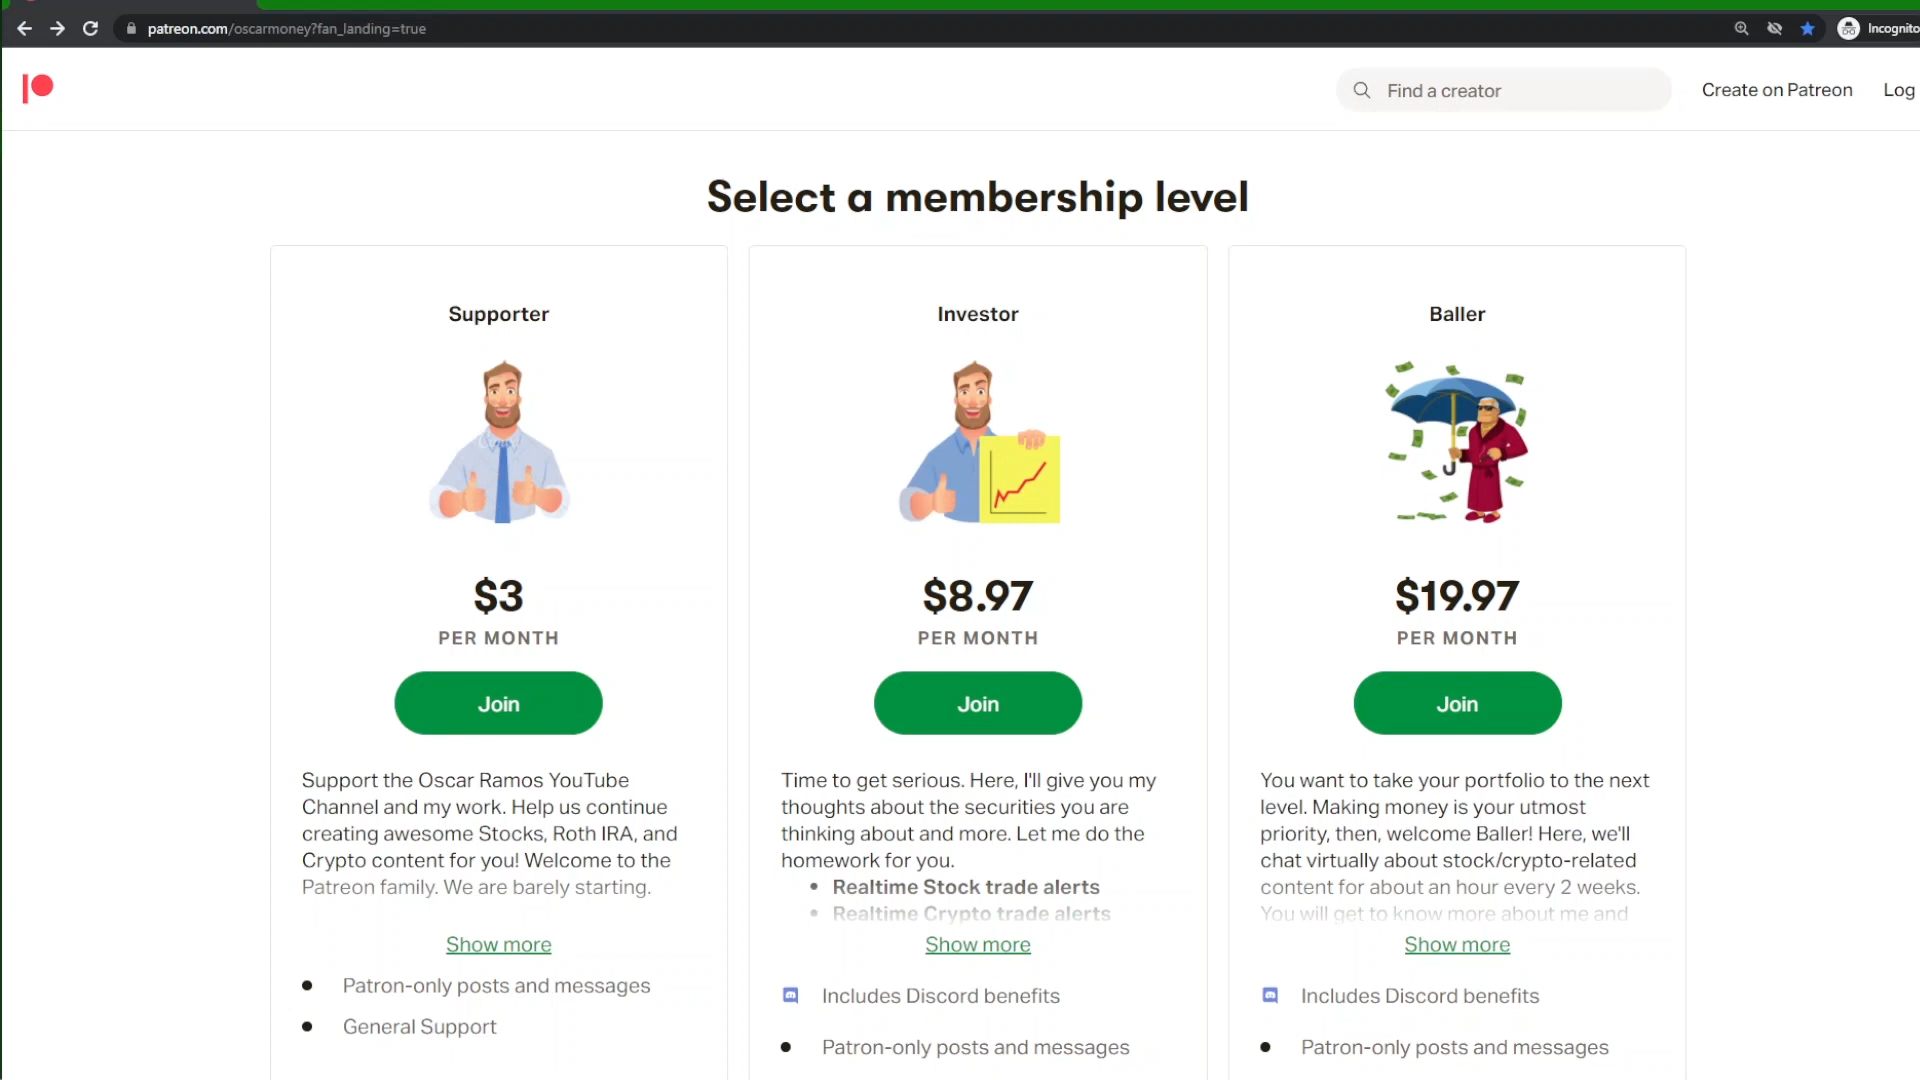 patreon.com/oscarmoney?fan_landing=true
Incognito
Find a creator
Create on Patreon
Log
Select a membership level
Supporter
$3
PER MONTH
Join
Support the Oscar Ramos YouTube
Channel and my work. Help us continue
creating awesome Stocks, Roth IRA, and
Crypto content for you! Welcome to the
Patreon family. We are barely starting.
Show more
Patron-only posts and messages
General Support
Investor
$8.97
PER MONTH
Join
Time to get serious. Here, I'll give you my
thoughts about the securities you are
thinking about and more. Let me do the
homework for you.
Realtime Stock trade alerts
Realtime Crypto trade alerts
Show more
Includes Discord benefits
Patron-only posts and messages
Baller
$19.97
PER MONTH
Join
You want to take your portfolio to the next
level. Making money is your utmost
priority, then, welcome Baller! Here, we'll
chat virtually about stock/crypto-related
content for about an hour every 2 weeks.
You will get to know more about me and
Show more
Includes Discord benefits
Patron-only posts and messages